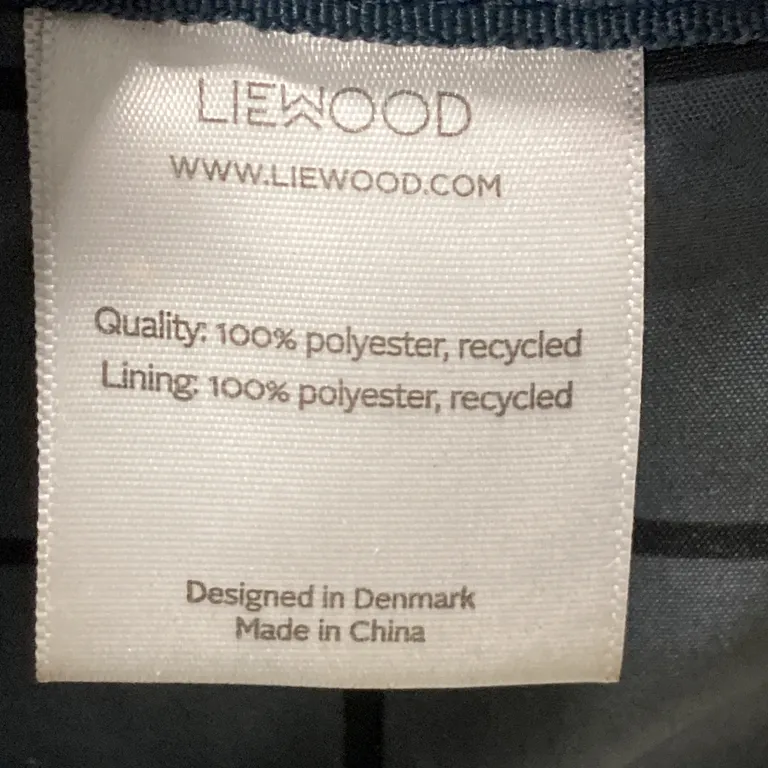 LIEWOOD
WWW.LIEWOOD.COM
Quality: 100% polyester, recycled
Lining: 100% polyester, recycled
Designed in Denmark
Made in China